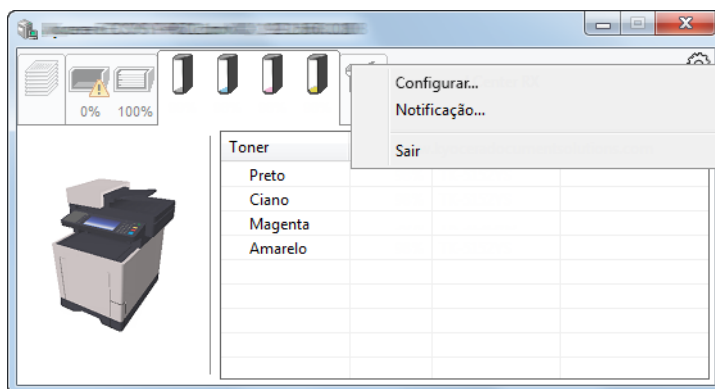 0% 100%
Configurar...
Notificação...
Sair
Toner
Preto
Ciano
Magenta
Amarelo